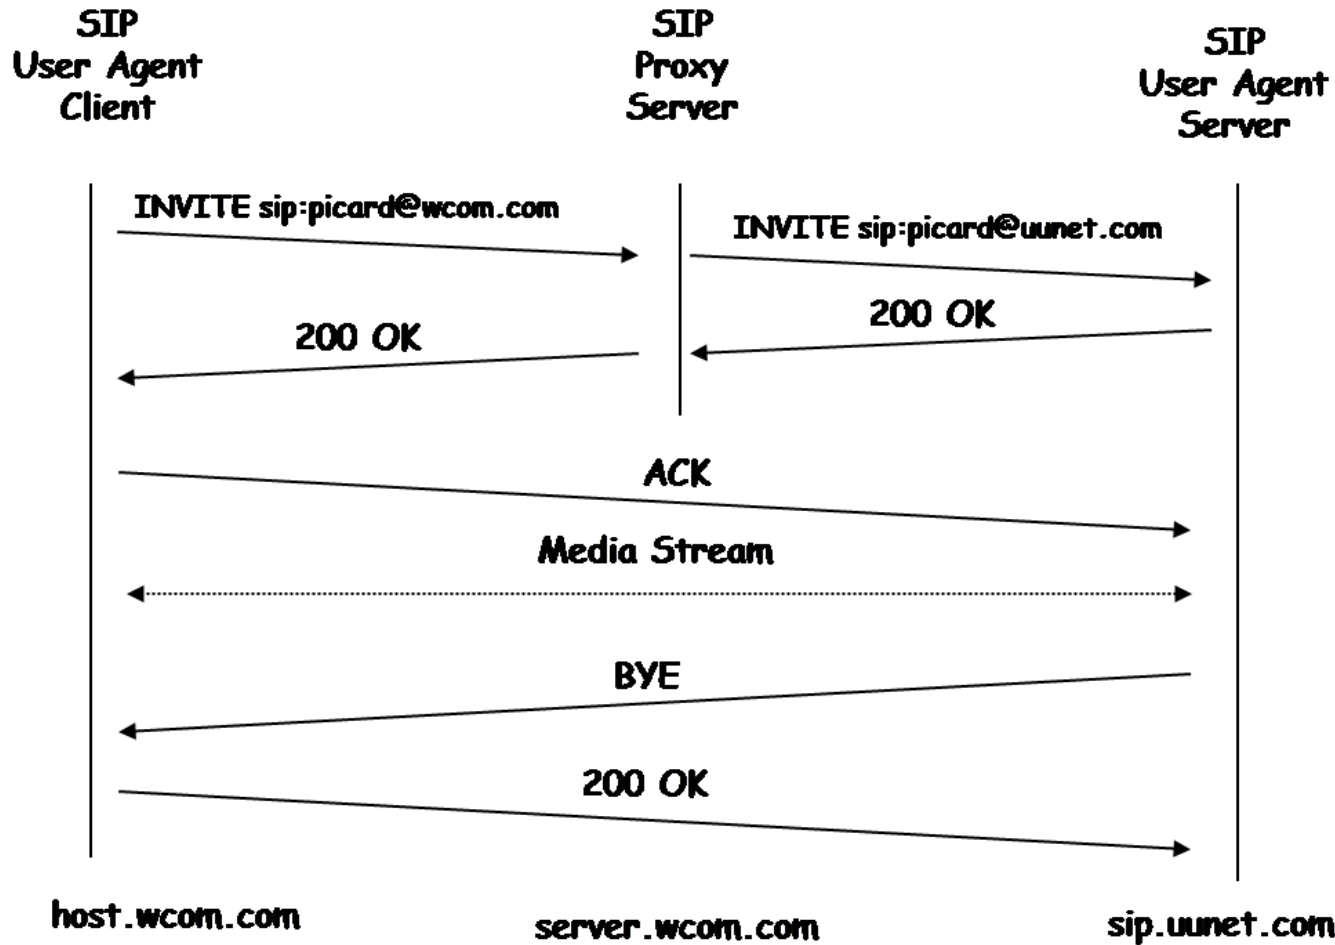 SIP
User Agent
Client
SIP
Proxy
Server
SIP
User Agent
Server
INVITE sip:picard@wcom.com
INVITE sip:picard@uunet.com
200 OK
200 OK
ACK
Media Stream
BYE
200 OK
host.wcom.com
server.wcom.com
sip.uunet.com